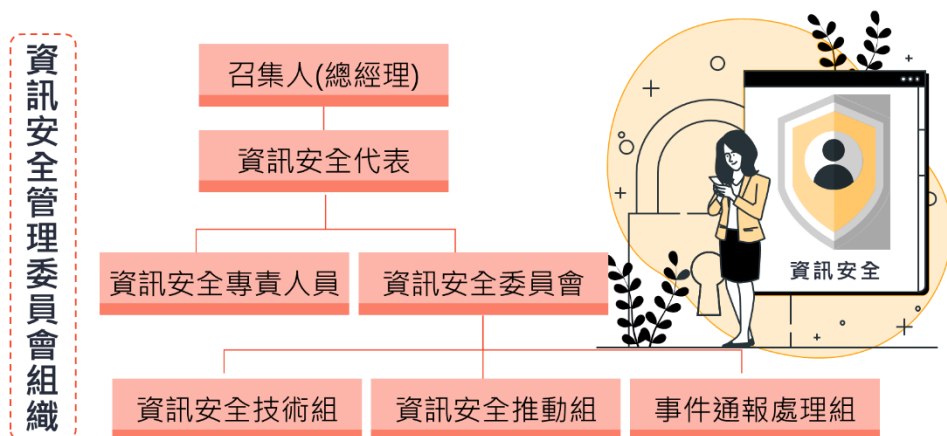 資訊安全管理委員會組織
召集人(總經理)
資訊安全代表
資訊安全專責人員
資訊安全委員會
資訊安全技術組
資訊安全推動組
事件通報處理組
資訊安全